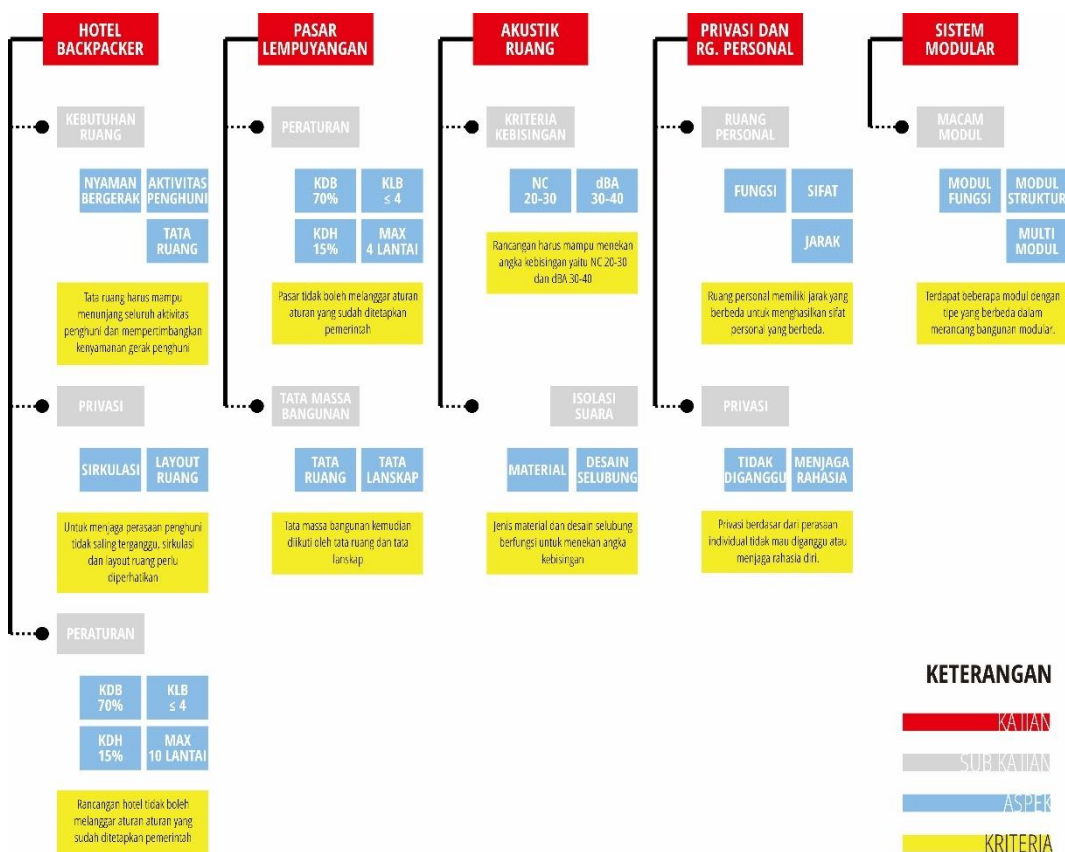 HOTEL
BACKPACKER
KEBUTUHAN
RUANG
NYAMAN
BERGERAK
AKTIVITAS
PENGHUNI
TATA
RUANG
Tata ruang harus mampu
menunjang seluruh aktivitas
penghuni dan mempertimbangkan
kenyamanan gerak penghuni
PRIVASI
SIRKULASI
LAYOUT
RUANG
Untuk menjaga perasaan penghuni
tidak saling terganggu, sirkulasi
dan layout ruang perlu
diperhatikan
PERATURAN
KDB
70%
KLB
≤ 4
KDH
15%
MAX
10 LANTAI
Rancangan hotel tidak boleh
melanggar aturan aturan yang
sudah ditetapkan pemerintah
PASAR
LEMPUYANGAN
PERATURAN
KDB
70%
KLB
≤ 4
KDH
15%
MAX
4 LANTAI
Pasar tidak boleh melanggar aturan
aturan yang sudah ditetapkan
pemerintah
TATA MASSA
BANGUNAN
TATA
RUANG
TATA
LANSKAP
Tata massa bangunan kemudian
diikuti oleh tata ruang dan tata
lanskap
AKUSTIK
RUANG
KRITERIA
KEBISINGAN
NC
20-30
dBA
30-40
Rancangan harus mampu menekan
angka kebisingan yaitu NC 20-30
dan dBA 30-40
ISOLASI
SUARA
MATERIAL
DESAIN
SELUBUNG
Jenis material dan desain selubung
berfungsi untuk menekan angka
kebisingan
PRIVASI DAN
RG. PERSONAL
RUANG
PERSONAL
FUNGSI
SIFAT
JARAK
Ruang personal memiliki jarak yang
berbeda untuk menghasilkan sifat
personal yang berbeda.
PRIVASI
TIDAK
DIGANGGU
MENJAGA
RAHASIA
Privasi berdasar dari perasaan
individual tidak mau diganggu atau
menjaga rahasia diri.
SISTEM
MODULAR
MACAM
MODUL
MODUL
FUNGSI
MODUL
STRUKTUR
MULTI
MODUL
Terdapat beberapa modul dengan
tipe yang berbeda dalam
merancang bangunan modular.
KETERANGAN
KAJIAN
SUB KAJIAN
ASPEK
KRITERIA